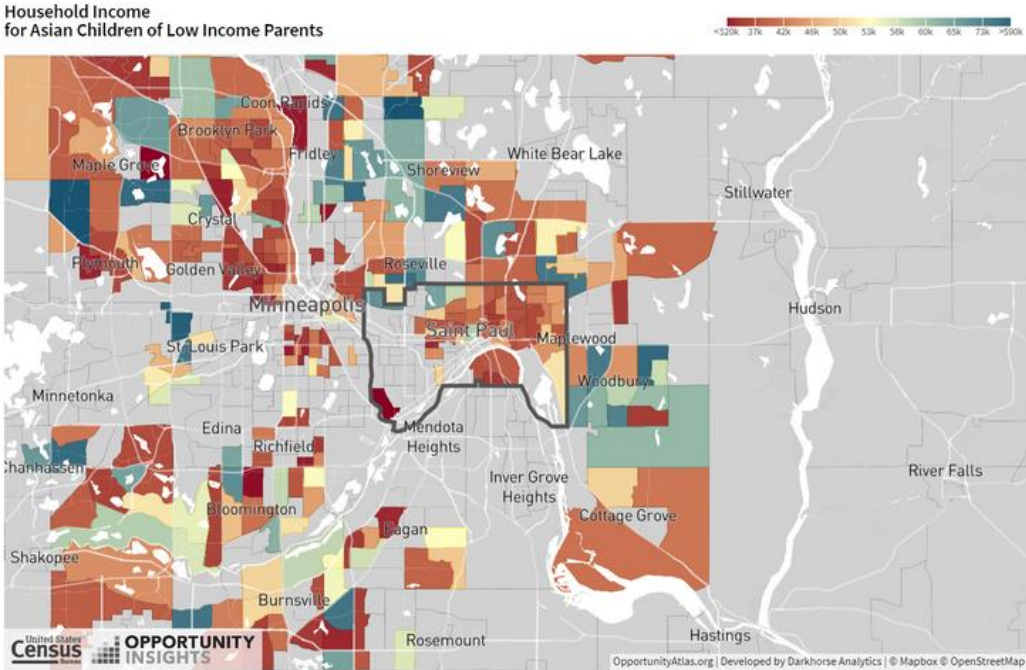 Household Income
for Asian Children of Low Income Parents
<$20k 37k 42k 46k 50k 53k 56k 60k 65k 73k >$90k
Coon Rapids
Brooklyn Park
Fridley
White Bear Lake
Maple Grove
Shoreview
Stillwater
Crystal
Plymouth
Golden Valley
Roseville
Minneapolis
Hudson
Saint Paul
Maplewood
St. Louis Park
Woodbury
Minnetonka
Edina
Mendota
Heights
Richfield
Chanhassen
River Falls
Inver Grove
Heights
Bloomington
Cottage Grove
Eagan
Shakopee
Burnsville
Hastings
Rosemount
United States
Census
Bureau
OPPORTUNITY
INSIGHTS
OpportunityAtlas.org | Developed by Darkhorse Analytics | © Mapbox © OpenStreetMap